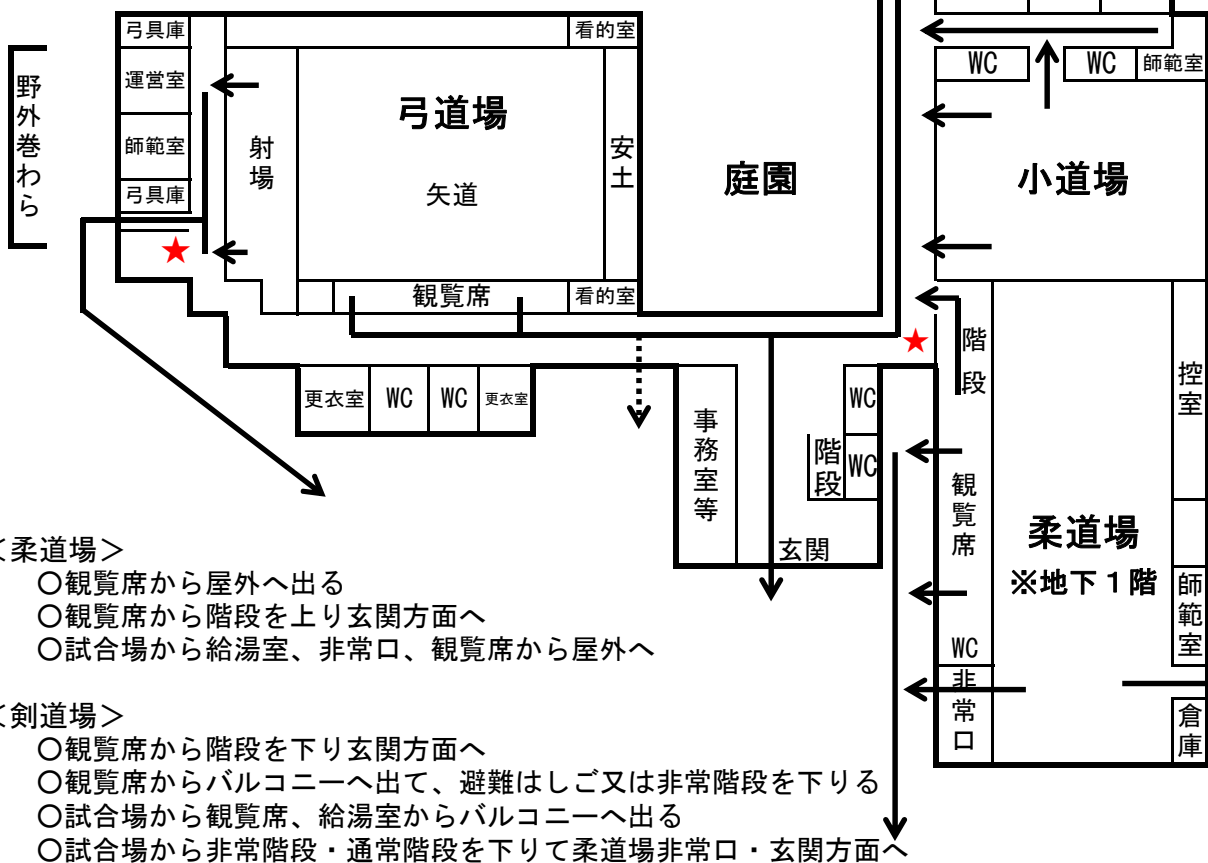 弓具庫
運営室
師範室
弓具庫
野外巻わら
射場
看的室
弓道場
矢道
安土
観覧席
看的室
庭園
WC
WC
師範室
小道場
更衣室
WC
WC
更衣室
事務室等
WC
階段
WC
玄関
階段
観覧席
WC
非常口
柔道場
※地下1階
控室
師範室
倉庫
★
★
<柔道場>
○観覧席から屋外へ出る
○観覧席から階段を上り玄関方面へ
○試合場から給湯室、非常口、観覧席から屋外へ
<剣道場>
○観覧席から階段を下り玄関方面へ
○観覧席からバルコニーへ出て、避難はしご又は非常階段を下りる
○試合場から観覧席、給湯室からバルコニーへ出る
○試合場から非常階段・通常階段を下りて柔道場非常口・玄関方面へ